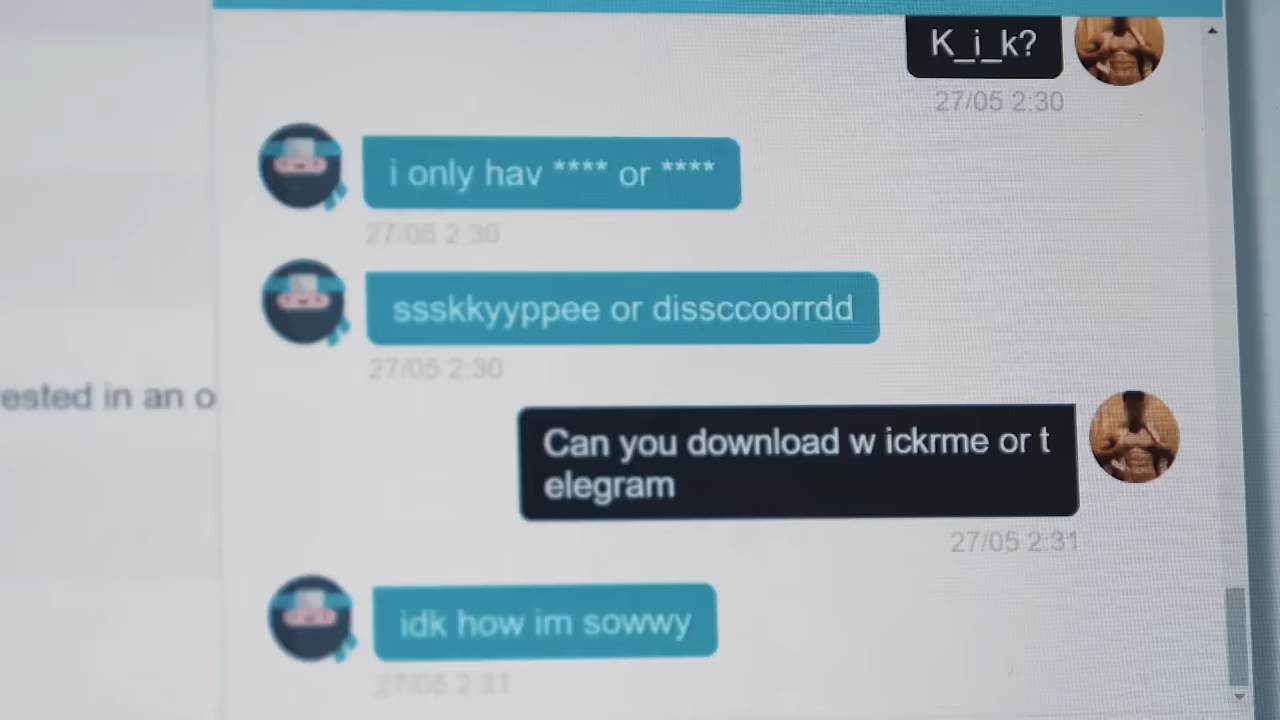 K_i_k?
27/05 2:30
i only hav **** or ****
27/05 2:30
ssskkyyppee or dissccoorrdd
27/05 2:30
Can you download w ickrme or t
elegram
27/05 2:31
ested in an o
idk how im sowwy
27/05 2:31